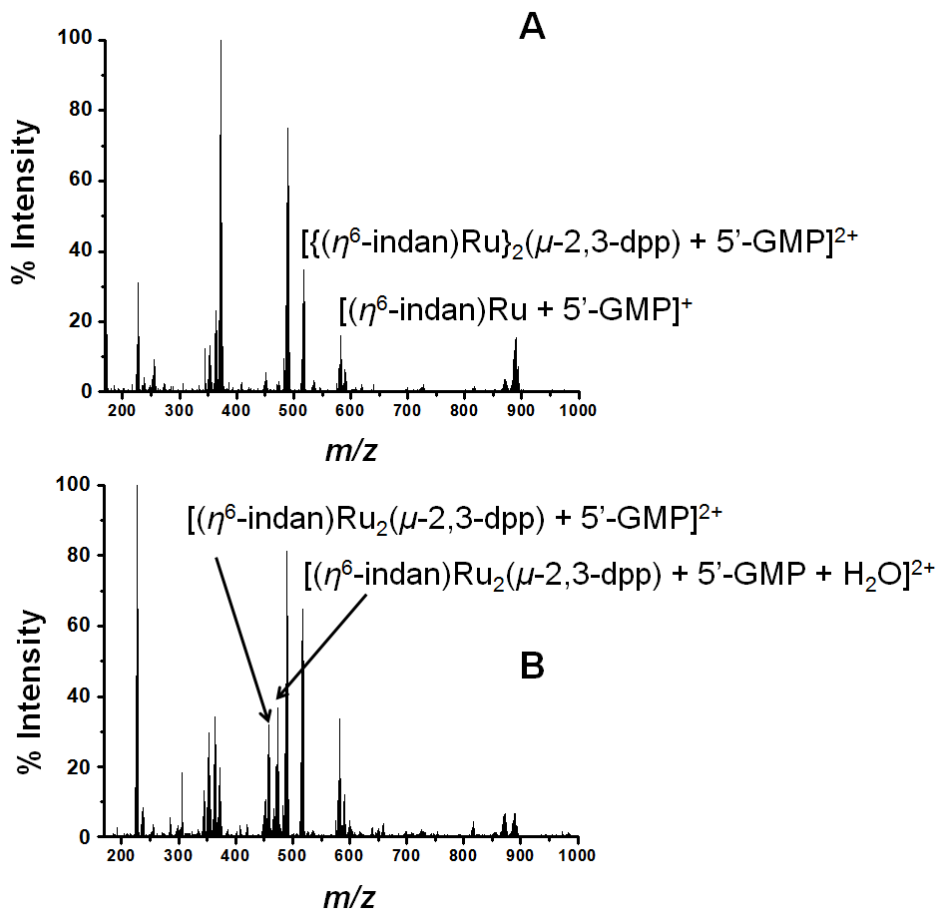 A
% Intensity
100
80
60
40
20
0
[{(η⁶-indan)Ru}₂(μ-2,3-dpp) + 5’-GMP]²⁺
[(η⁶-indan)Ru + 5’-GMP]⁺
200 300 400 500 600 700 800 900 1000
m/z
% Intensity
100
80
60
40
20
0
[(η⁶-indan)Ru₂(μ-2,3-dpp) + 5’-GMP]²⁺
[(η⁶-indan)Ru₂(μ-2,3-dpp) + 5’-GMP + H₂O]²⁺
B
200 300 400 500 600 700 800 900 1000
m/z